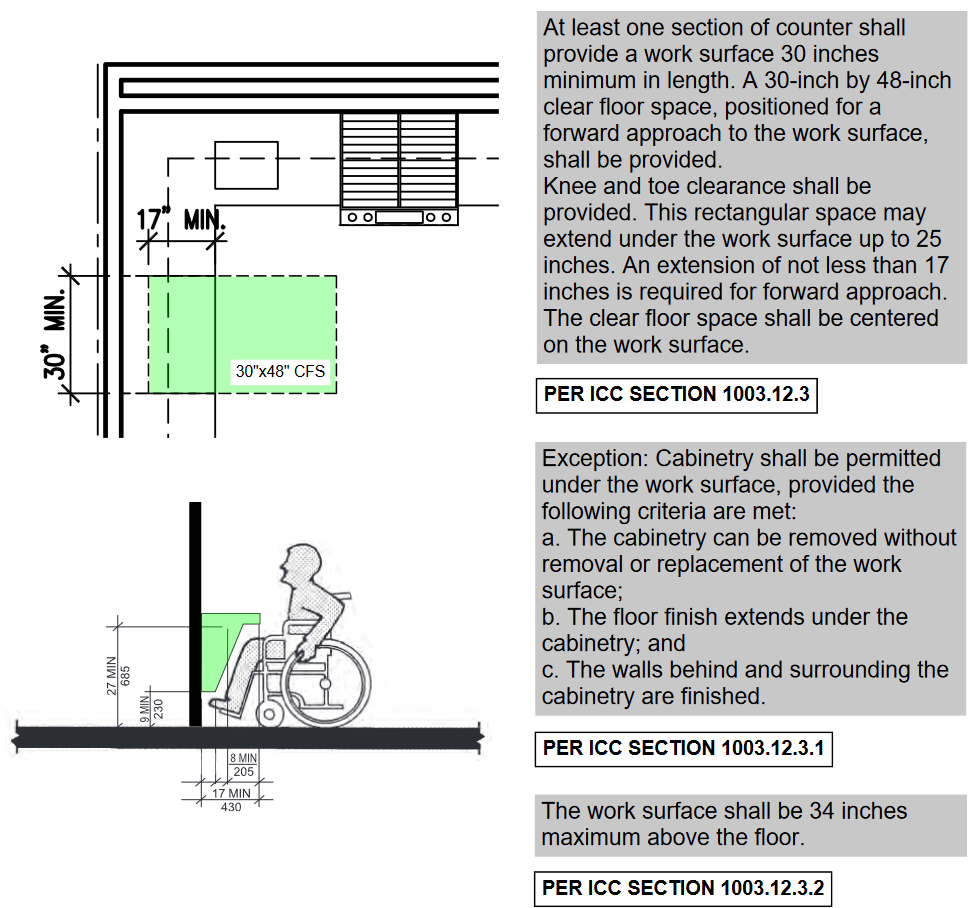 At least one section of counter shall
provide a work surface 30 inches
minimum in length. A 30-inch by 48-inch
clear floor space, positioned for a
forward approach to the work surface,
shall be provided.
Knee and toe clearance shall be
provided. This rectangular space may
extend under the work surface up to 25
inches. An extension of not less than 17
inches is required for forward approach.
The clear floor space shall be centered
on the work surface.
PER ICC SECTION 1003.12.3
17” MIN.
30” MIN.
30"x48" CFS
Exception: Cabinetry shall be permitted
under the work surface, provided the
following criteria are met:
a. The cabinetry can be removed without
removal or replacement of the work
surface;
b. The floor finish extends under the
cabinetry; and
c. The walls behind and surrounding the
cabinetry are finished.
PER ICC SECTION 1003.12.3.1
27 MIN
685
9 MIN
230
8 MIN
205
17 MIN
430
The work surface shall be 34 inches
maximum above the floor.
PER ICC SECTION 1003.12.3.2